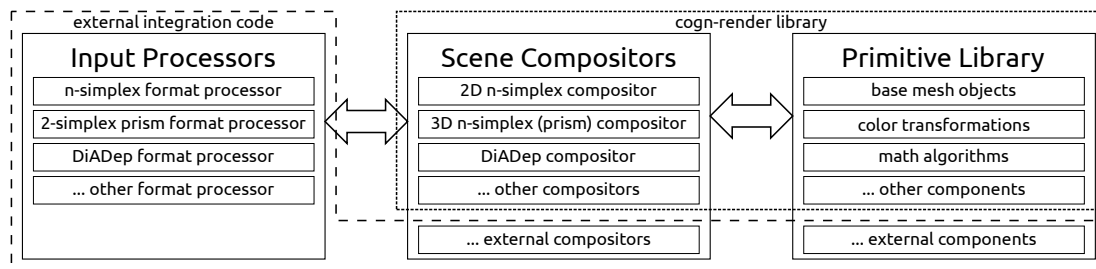 external integration code
cogn-render library
Input Processors
n-simplex format processor
2-simplex prism format processor
DiADep format processor
... other format processor
Scene Compositors
2D n-simplex compositor
3D n-simplex (prism) compositor
DiADep compositor
... other compositors
... external compositors
Primitive Library
base mesh objects
color transformations
math algorithms
... other components
... external components